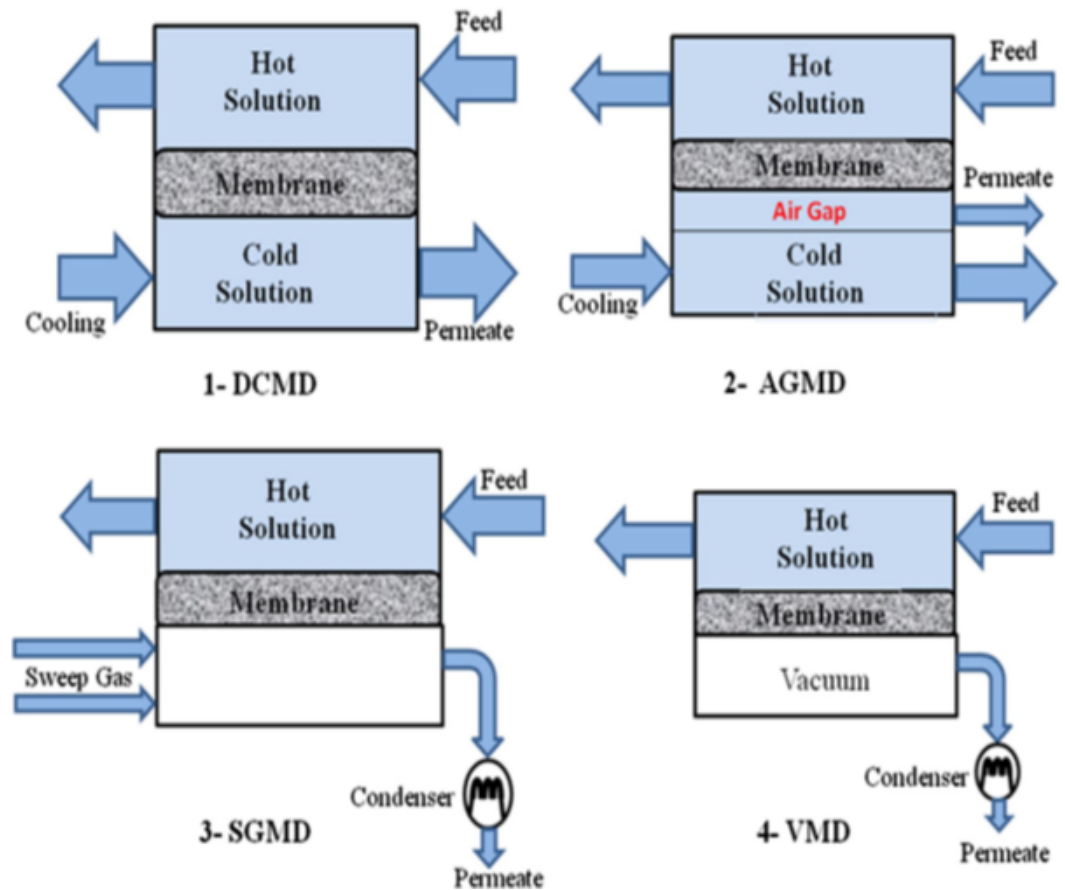 Feed
Hot
Solution
Membrane
Cold
Solution
Cooling
Permeate
1- DCMD
Feed
Hot
Solution
Membrane
Permeate
Air Gap
Cold
Solution
Cooling
2- AGMD
Feed
Hot
Solution
Membrane
Sweep Gas
Condenser
3- SGMD
Permeate
Feed
Hot
Solution
Membrane
Vacuum
Condenser
4- VMD
Permeate